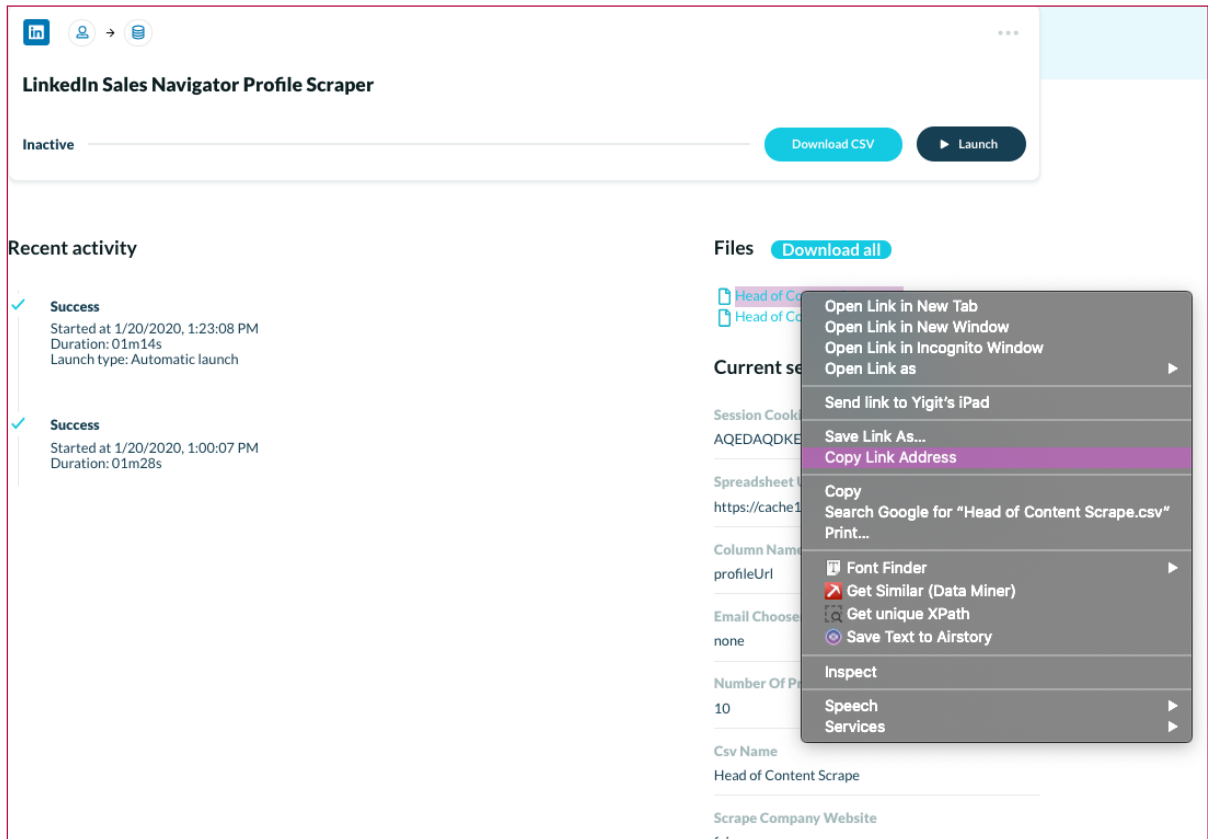 in
LinkedIn Sales Navigator Profile Scraper
Inactive
Download CSV
Launch
Recent activity
Success
Started at 1/20/2020, 1:23:08 PM
Duration: 01m14s
Launch type: Automatic launch
Success
Started at 1/20/2020, 1:00:07 PM
Duration: 01m28s
Files
Download all
Head of Co
Head of Co
Current se
Session Cooki
AQEDAQDKE
Spreadsheet
https://cache1
Column Name
profileUrl
Email Choose
none
Number Of Pr
10
Csv Name
Head of Content Scrape
Scrape Company Website
Open Link in New Tab
Open Link in New Window
Open Link in Incognito Window
Open Link as
Send link to Yigit's iPad
Save Link As...
Copy Link Address
Copy
Search Google for “Head of Content Scrape.csv”
Print...
Font Finder
Get Similar (Data Miner)
Get unique XPath
Save Text to Airstory
Inspect
Speech
Services